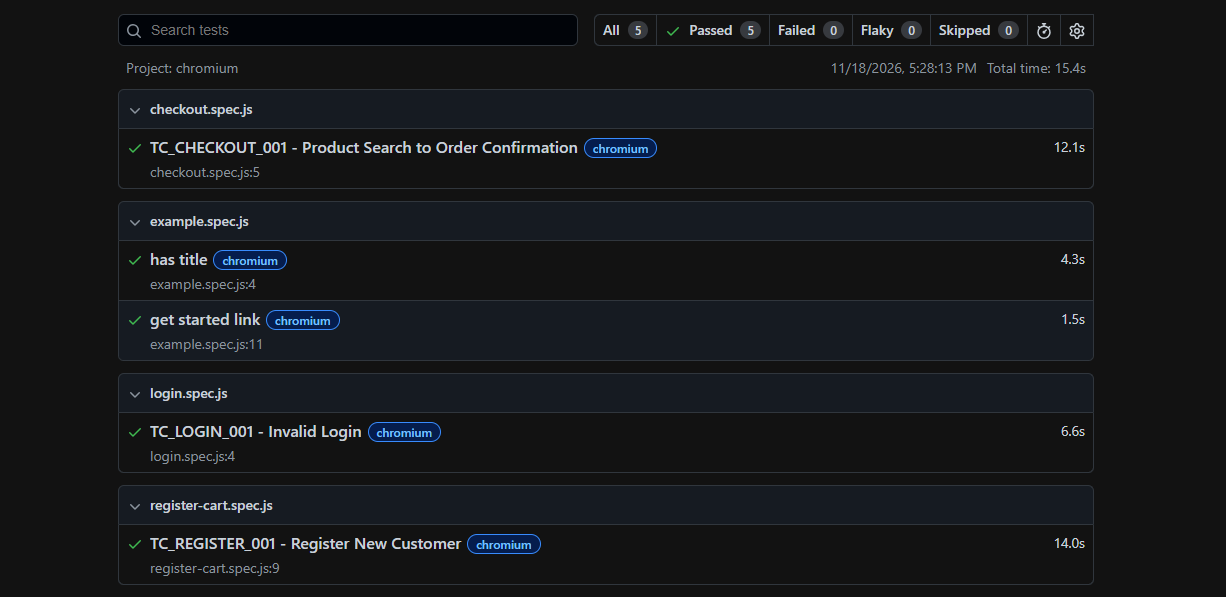 Search tests
All 5 Passed 5 Failed 0 Flaky 0 Skipped 0
Project: chromium 11/18/2026, 5:28:13 PM Total time: 15.4s
checkout.spec.js
TC_CHECKOUT_001 - Product Search to Order Confirmation chromium 12.1s
checkout.spec.js:5
example.spec.js
has title chromium 4.3s
example.spec.js:4
get started link chromium 1.5s
example.spec.js:11
login.spec.js
TC_LOGIN_001 - Invalid Login chromium 6.6s
login.spec.js:4
register-cart.spec.js
TC_REGISTER_001 - Register New Customer chromium 14.0s
register-cart.spec.js:9